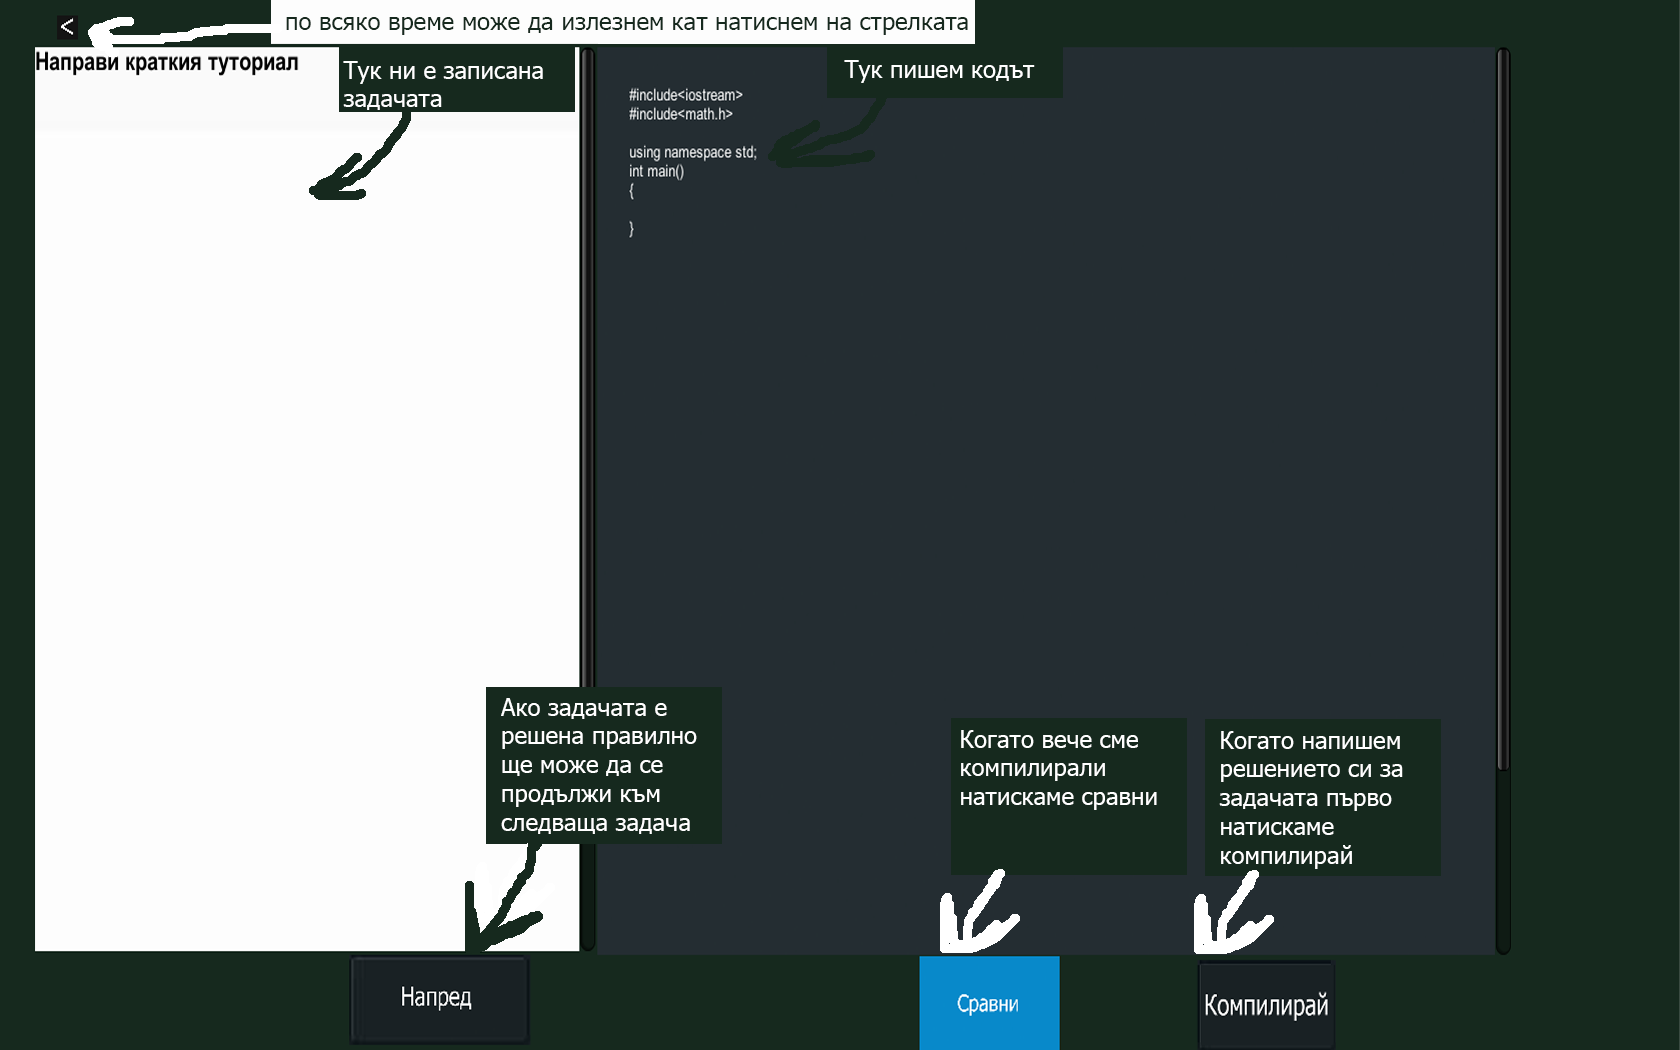 <
по всяко време може да излезнем кат натиснем на стрелката
Направи краткия туториал
Тук ни е записана
задачата
Тук пишем кодът
#include<iostream>
#include<math.h>
using namespace std;
int main()
{
}
Ако задачата е
решена правилно
ще може да се
продължи към
следваща задача
Когато вече сме
компилирали
натискаме сравни
Когато напишем
решението си за
задачата първо
натискаме
компилирай
Напред
Сравни
Компилирай